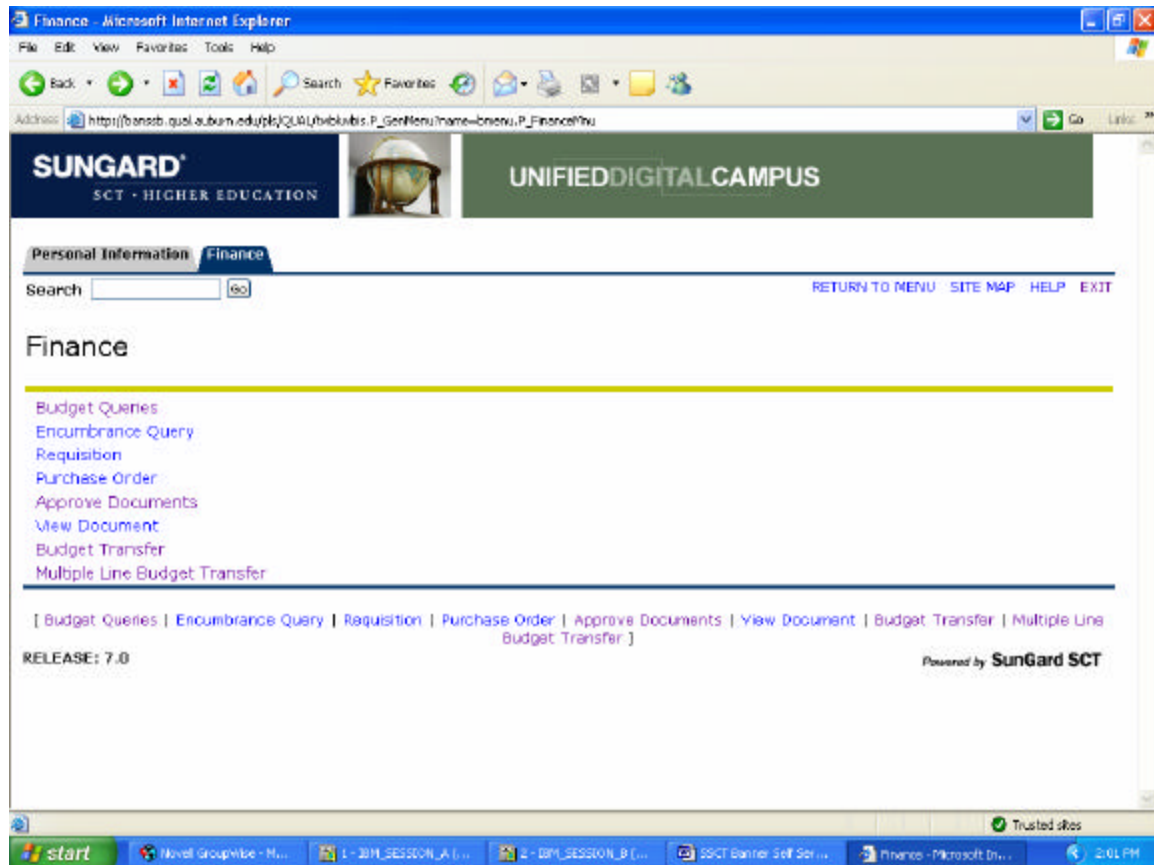 Finance - Microsoft Internet Explorer
File Edit View Favorites Tools Help
Back Search Favorites
Address http://banssb.qual.auburn.edu/pls/QUAL/twbkwbis.P_GenMenu?name=bmenu.P_FinanceMnu Go Links »
SUNGARD®
SCT • HIGHER EDUCATION
UNIFIEDDIGITALCAMPUS
Personal Information Finance
Search Go RETURN TO MENU SITE MAP HELP EXIT
Finance
Budget Queries
Encumbrance Query
Requisition
Purchase Order
Approve Documents
View Document
Budget Transfer
Multiple Line Budget Transfer
[ Budget Queries | Encumbrance Query | Requisition | Purchase Order | Approve Documents | View Document | Budget Transfer | Multiple Line
Budget Transfer ]
RELEASE: 7.0 Powered by SunGard SCT
Trusted sites
start Novell GroupWise - M... 1 - IBM_SESSION_A (... 2 - IBM_SESSION_B (... SSCT Banner Self Ser... Finance - Microsoft In... 2:01 PM